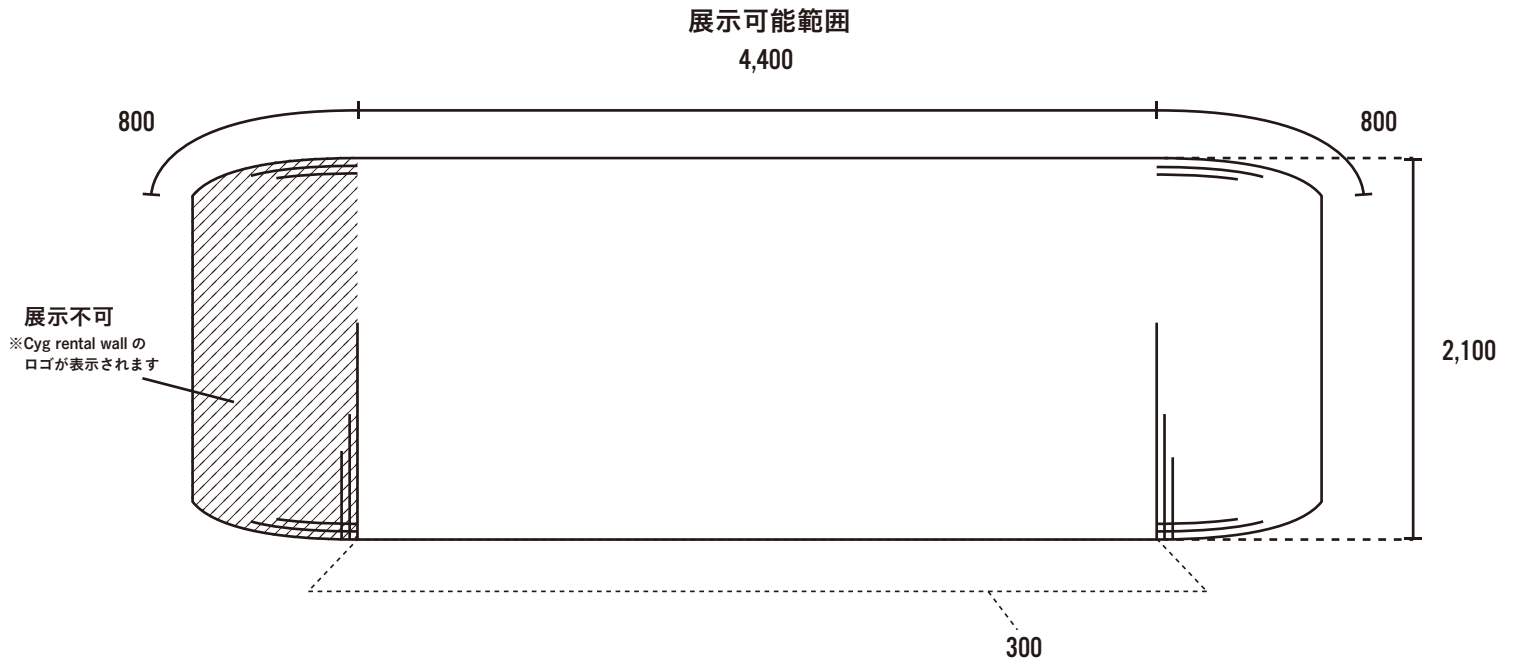 展示可能範囲
4,400
800
800
展示不可
※Cyg rental wall の
ロゴが表示されます
2,100
300